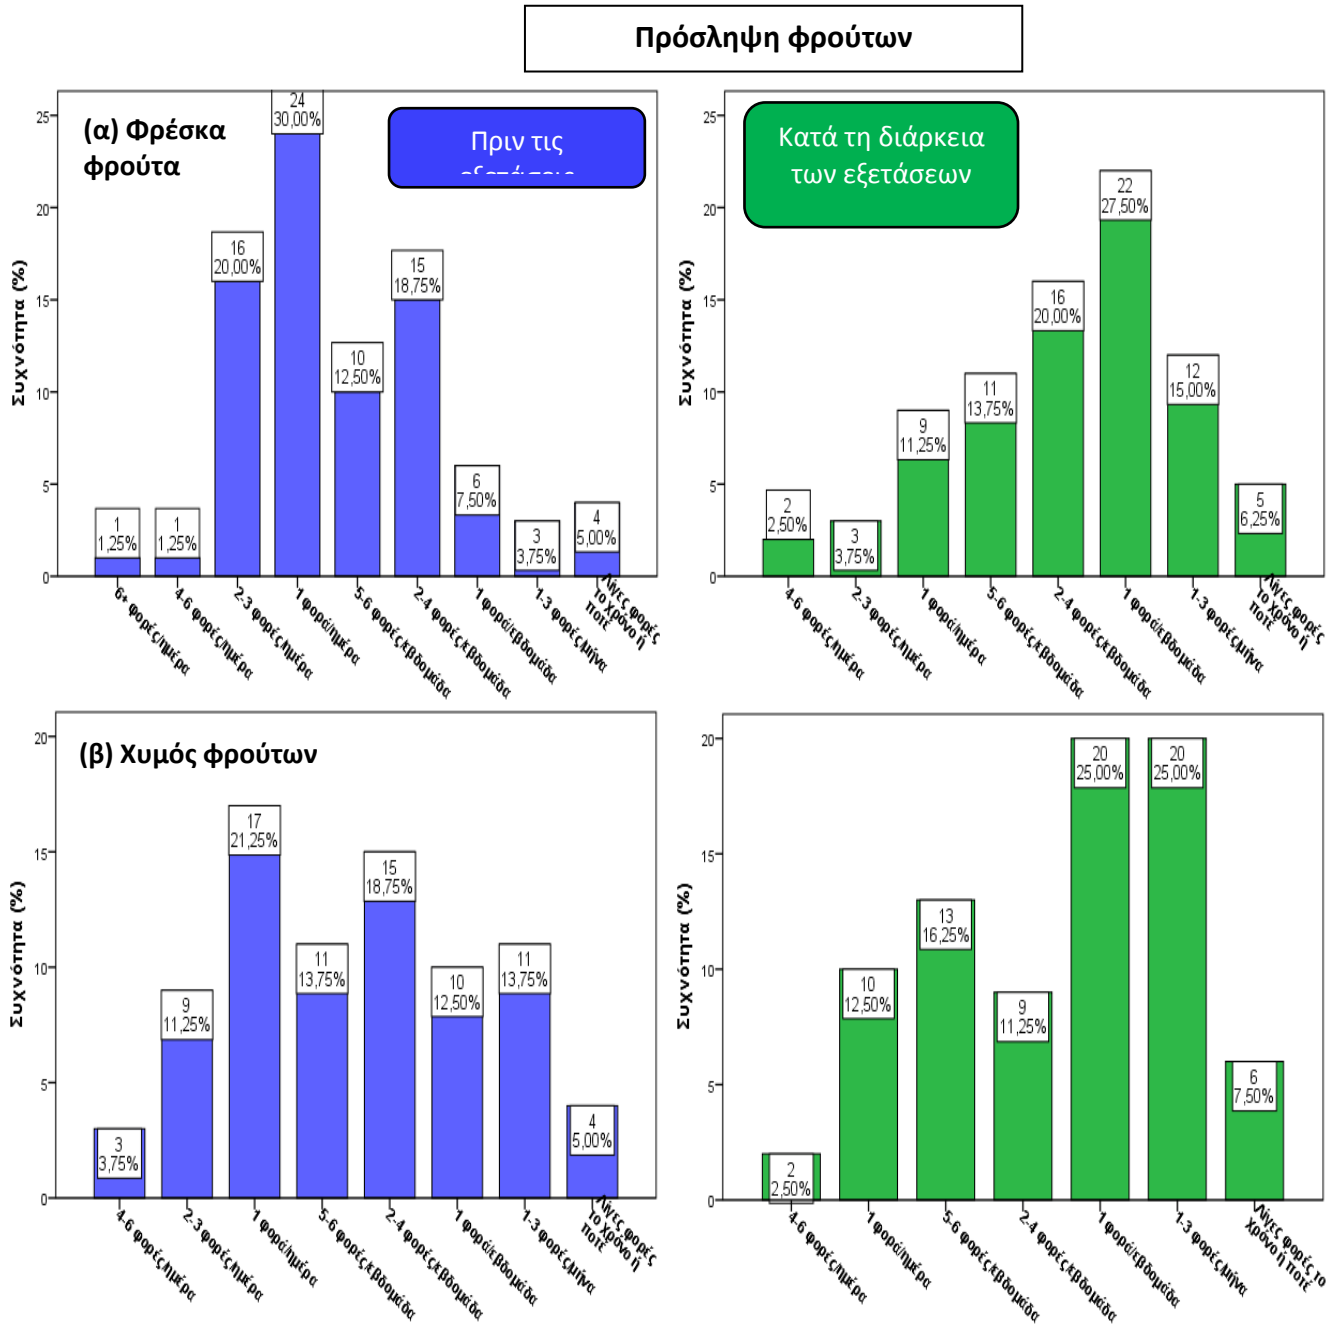 Πρόσληψη φρούτων
(α) Φρέσκα
φρούτα
Πριν τις
Συχνότητα (%)
25
20
15
10
5
0
1
1,25%
1
1,25%
16
20,00%
24
30,00%
10
12,50%
15
18,75%
6
7,50%
3
3,75%
4
5,00%
6+ φορές/ημέρα
4-6 φορές/ημέρα
2-3 φορές/ημέρα
1 φορά/ημέρα
5-6 φορές/εβδομάδα
2-4 φορές/εβδομάδα
1 φορά/εβδομάδα
1-3 φορές/μήνα
Λίγες φορές
το χρόνο ή
ποτέ
Κατά τη διάρκεια
των εξετάσεων
Συχνότητα (%)
25
20
15
10
5
0
2
2,50%
3
3,75%
9
11,25%
11
13,75%
16
20,00%
22
27,50%
12
15,00%
5
6,25%
4-6 φορές/ημέρα
2-3 φορές/ημέρα
1 φορά/ημέρα
5-6 φορές/εβδομάδα
2-4 φορές/εβδομάδα
1 φορά/εβδομάδα
1-3 φορές/μήνα
Λίγες φορές
το χρόνο ή
ποτέ
(β) Χυμός φρούτων
Συχνότητα (%)
20
15
10
5
0
3
3,75%
9
11,25%
17
21,25%
11
13,75%
15
18,75%
10
12,50%
11
13,75%
4
5,00%
4-6 φορές/ημέρα
2-3 φορές/ημέρα
1 φορά/ημέρα
5-6 φορές/εβδομάδα
2-4 φορές/εβδομάδα
1 φορά/εβδομάδα
1-3 φορές/μήνα
Λίγες φορές
το χρόνο ή
ποτέ
Συχνότητα (%)
20
15
10
5
0
2
2,50%
10
12,50%
13
16,25%
9
11,25%
20
25,00%
20
25,00%
6
7,50%
4-6 φορές/ημέρα
1 φορά/ημέρα
5-6 φορές/εβδομάδα
2-4 φορές/εβδομάδα
1 φορά/εβδομάδα
1-3 φορές/μήνα
Λίγες φορές το
χρόνο ή ποτέ